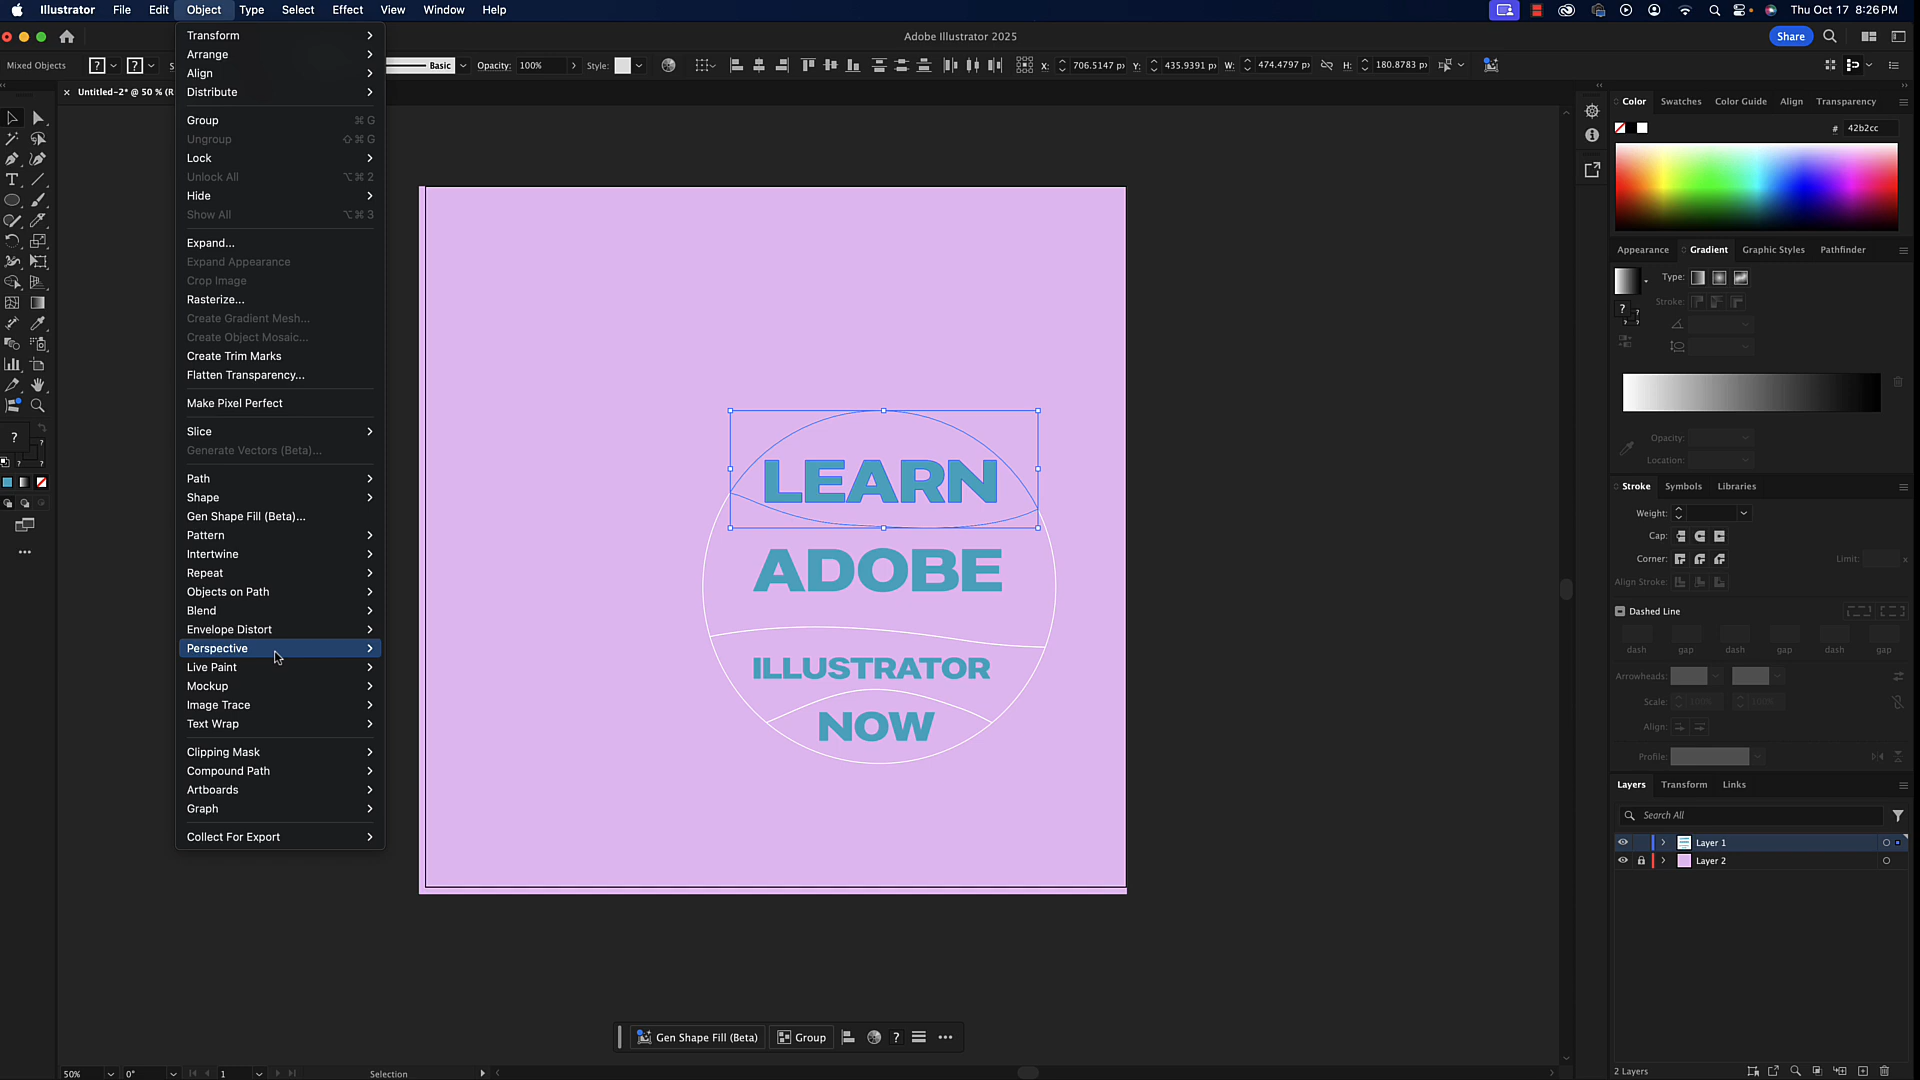 Illustrator File Edit Object Type Select Effect View Window Help Thu Oct 17 8:26 PM
Adobe Illustrator 2025 Share
Mixed Objects ? ? S Basic Opacity: 100% Style: X: 706.5147 p Y: 435.9391 p W: 474.4797 p H: 180.8783 p
× Untitled-2* @ 50 % (R
Transform
Arrange
Align
Distribute
Group ⌘ G
Ungroup ⇧⌘ G
Lock
Unlock All ⌥⌘ 2
Hide
Show All ⌥⌘ 3
Expand...
Expand Appearance
Crop Image
Rasterize...
Create Gradient Mesh...
Create Object Mosaic...
Create Trim Marks
Flatten Transparency...
Make Pixel Perfect
Slice
Generate Vectors (Beta)...
Path
Shape
Gen Shape Fill (Beta)...
Pattern
Intertwine
Repeat
Objects on Path
Blend
Envelope Distort
Perspective
Live Paint
Mockup
Image Trace
Text Wrap
Clipping Mask
Compound Path
Artboards
Graph
Collect For Export
LEARN
ADOBE
ILLUSTRATOR
NOW
Gen Shape Fill (Beta) Group ?
Color Swatches Color Guide Align Transparency
# 42b2cc
Appearance Gradient Graphic Styles Pathfinder
Type:
Stroke:
Opacity:
Location:
Stroke Symbols Libraries
Weight:
Cap:
Corner: Limit: x
Align Stroke:
Dashed Line
dash gap dash gap dash gap
Arrowheads:
Scale: 100% 100%
Align:
Profile:
Layers Transform Links
Search All
Layer 1
Layer 2
2 Layers
50% 0° 1 Selection